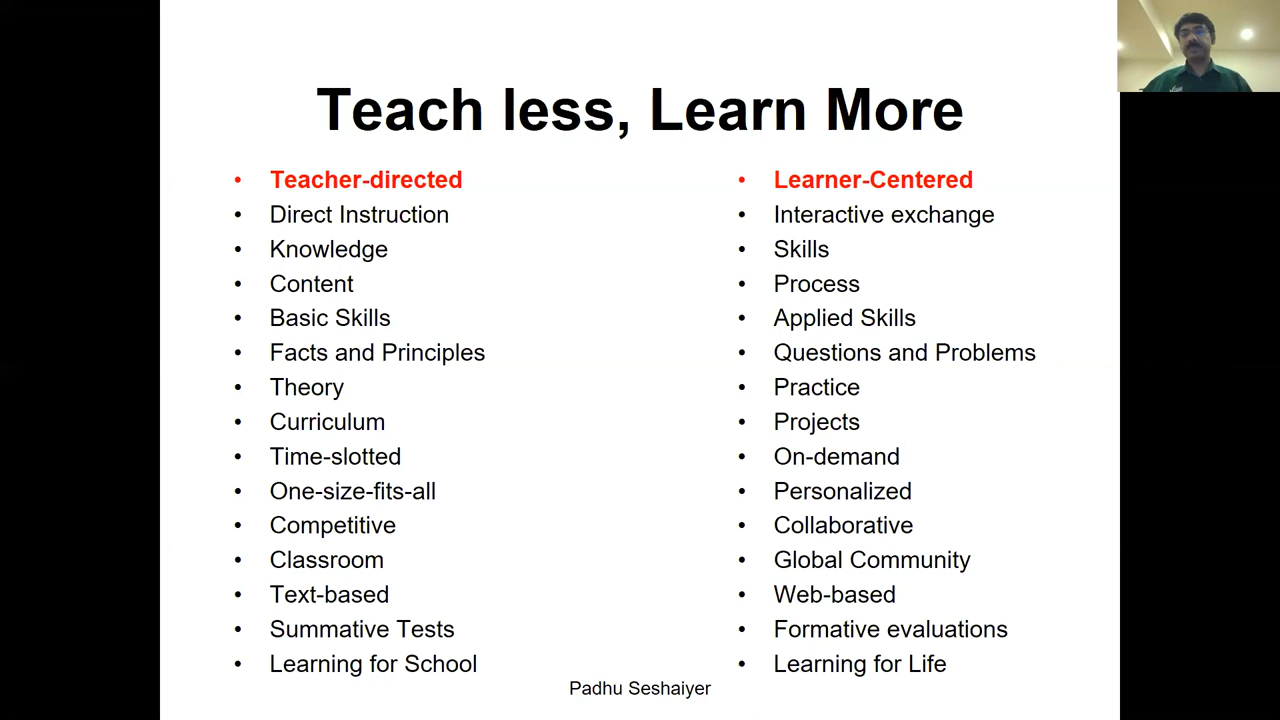 Teach less, Learn More
• Teacher-directed
• Direct Instruction
• Knowledge
• Content
• Basic Skills
• Facts and Principles
• Theory
• Curriculum
• Time-slotted
• One-size-fits-all
• Competitive
• Classroom
• Text-based
• Summative Tests
• Learning for School
• Learner-Centered
• Interactive exchange
• Skills
• Process
• Applied Skills
• Questions and Problems
• Practice
• Projects
• On-demand
• Personalized
• Collaborative
• Global Community
• Web-based
• Formative evaluations
• Learning for Life
Padhu Seshaiyer